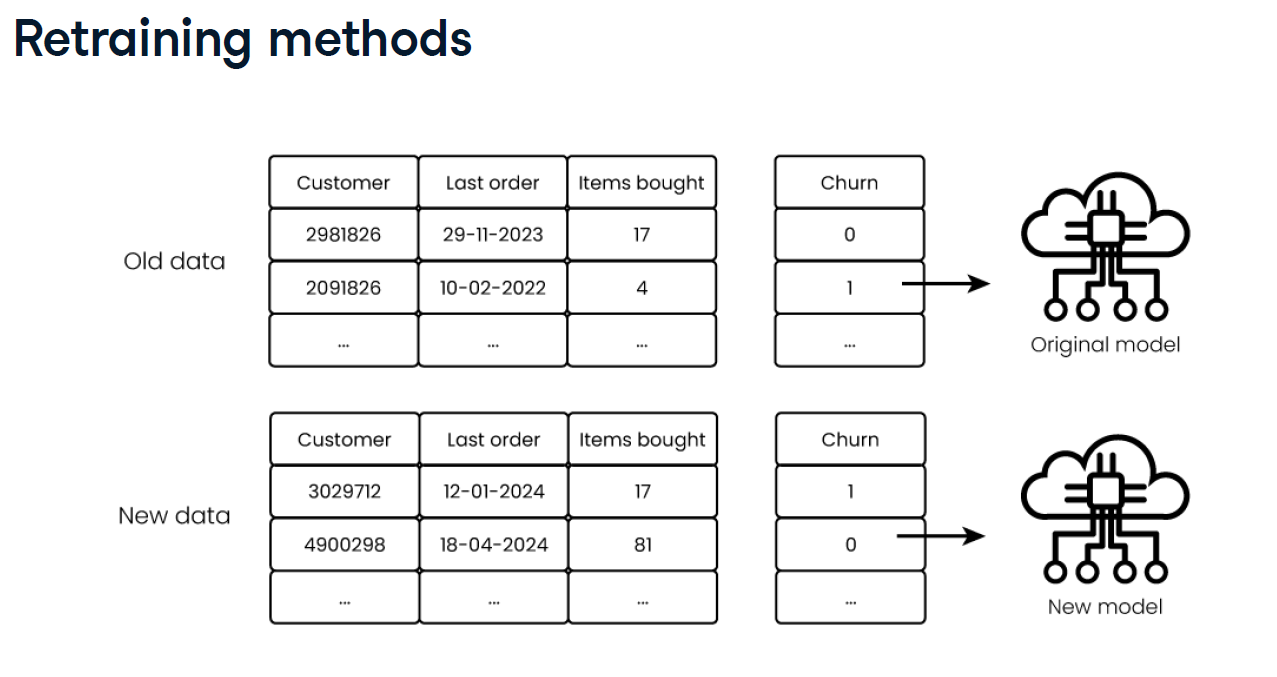 Retraining methods
Customer Last order Items bought Churn
2981826 29-11-2023 17 0
Old data
2091826 10-02-2022 4 1
... ... ... ...
Original model
Customer Last order Items bought Churn
3029712 12-01-2024 17 1
New data
4900298 18-04-2024 81 0
... ... ... ...
New model